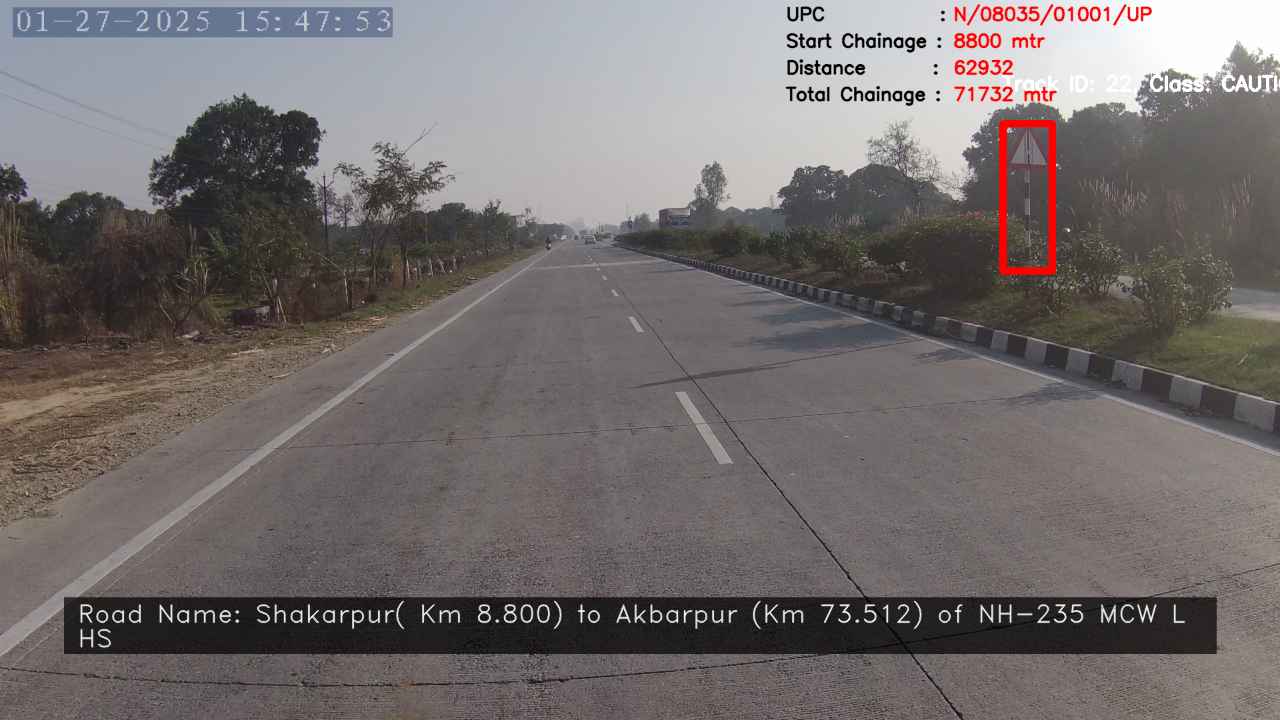 01-27-2025 15:47:53
UPC : N/08035/01001/UP
Start Chainage : 8800 mtr
Distance : 62932
Track ID: 22, Class: CAUTI
Total Chainage : 71732 mtr
Road Name: Shakarpur( Km 8.800) to Akbarpur (Km 73.512) of NH-235 MCW L
HS